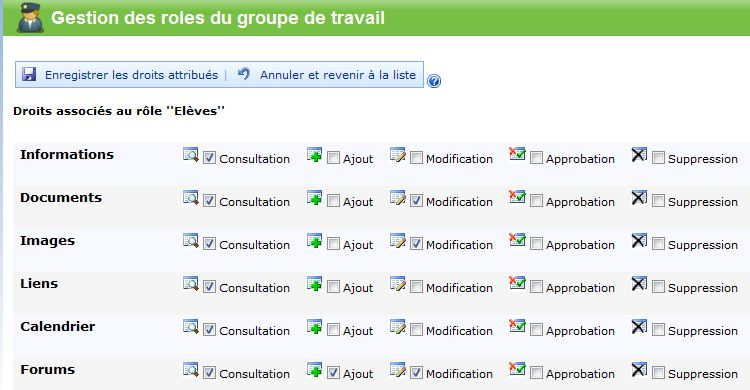 Gestion des roles du groupe de travail
Enregistrer les droits attribués | Annuler et revenir à la liste ?
Droits associés au rôle "Elèves"
Informations Consultation Ajout Modification Approbation Suppression
Documents Consultation Ajout Modification Approbation Suppression
Images Consultation Ajout Modification Approbation Suppression
Liens Consultation Ajout Modification Approbation Suppression
Calendrier Consultation Ajout Modification Approbation Suppression
Forums Consultation Ajout Modification Approbation Suppression